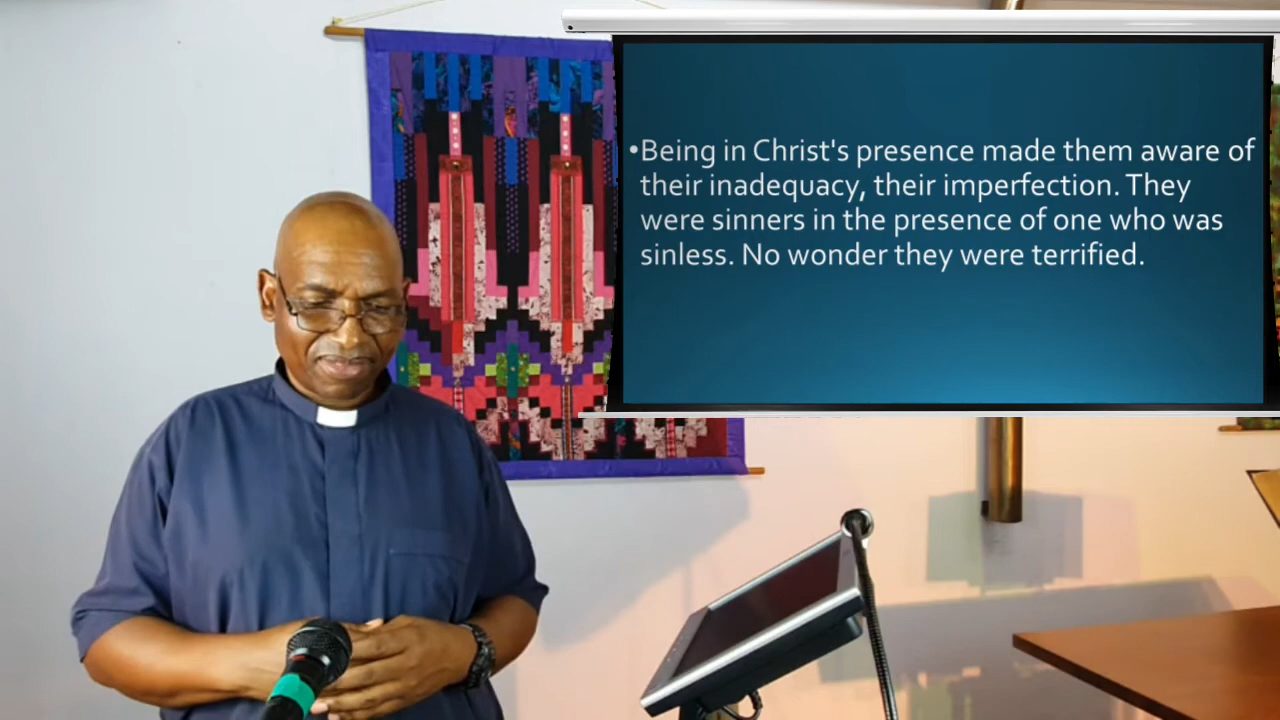 •Being in Christ's presence made them aware of
their inadequacy, their imperfection. They
were sinners in the presence of one who was
sinless. No wonder they were terrified.